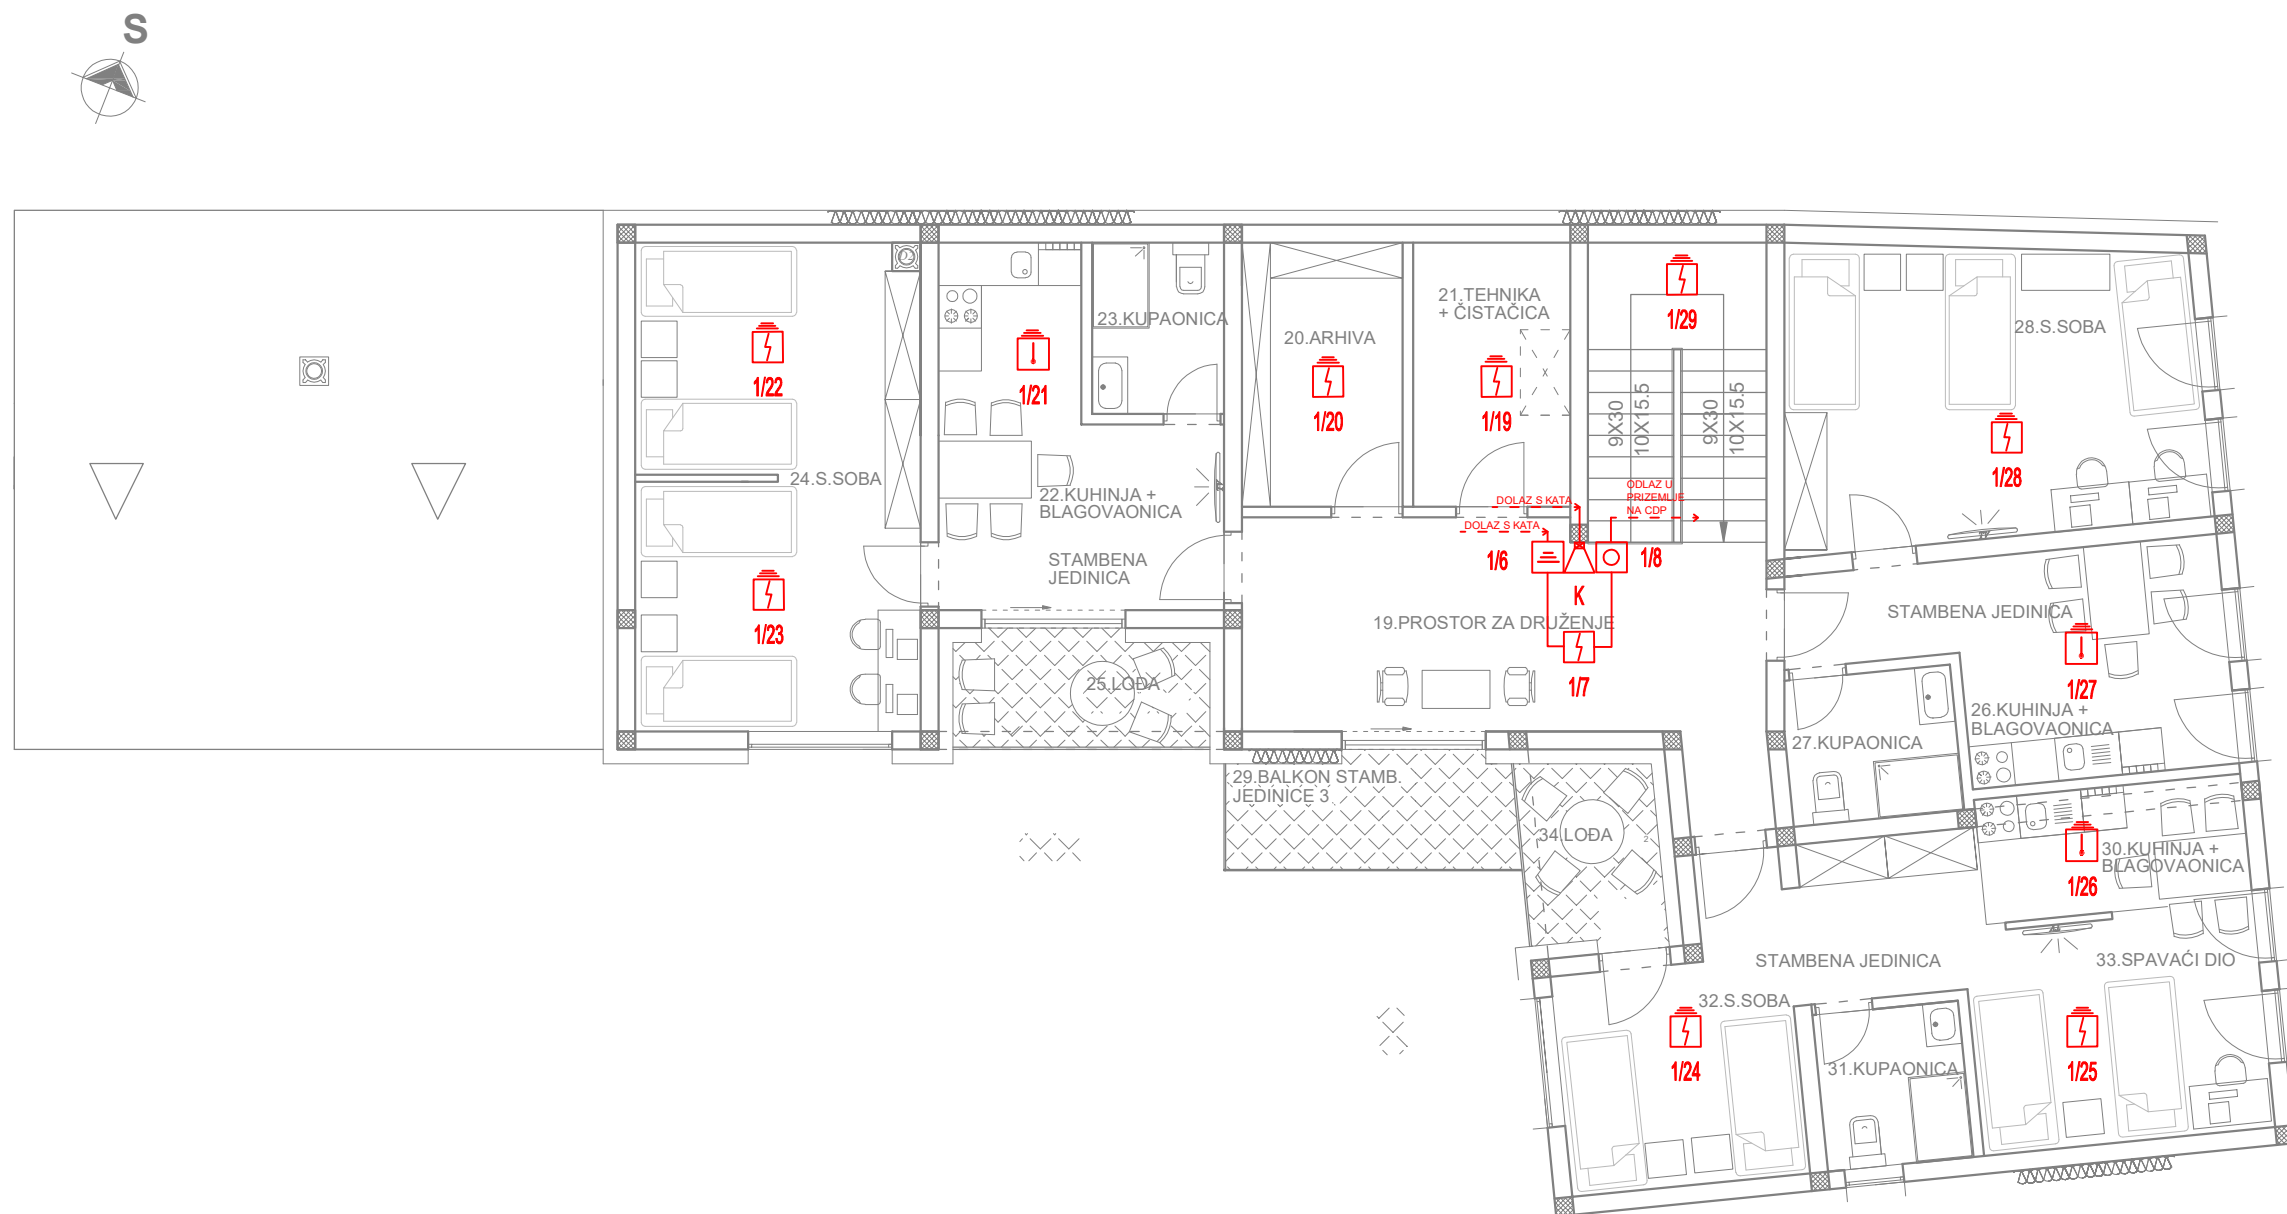 S
23.KUPAONICA
21.TEHNIKA
+ ČISTAČICA
20.ARHIVA
28.S.SOBA
1/29
1/22
1/21
1/20
1/19
9X30
10X15.5
9X30
10X15.5
24.S.SOBA
22.KUHINJA +
BLAGOVAONICA
1/28
DOLAZ S KATA
ODLAZ U
PRIZEMLJE
NA CDP
DOLAZ S KATA
STAMBENA
JEDINICA
1/6
1/8
K
1/23
19.PROSTOR ZA DRUŽENJE
STAMBENA JEDINICA
25.LOĐA
1/7
1/27
26.KUHINJA +
BLAGOVAONICA
27.KUPAONICA
29.BALKON STAMB.
JEDINICE 3
34.LOĐA
2
30.KUHINJA +
BLAGOVAONICA
1/26
STAMBENA JEDINICA
33.SPAVAĆI DIO
32.S.SOBA
1/24
31.KUPAONICA
1/25